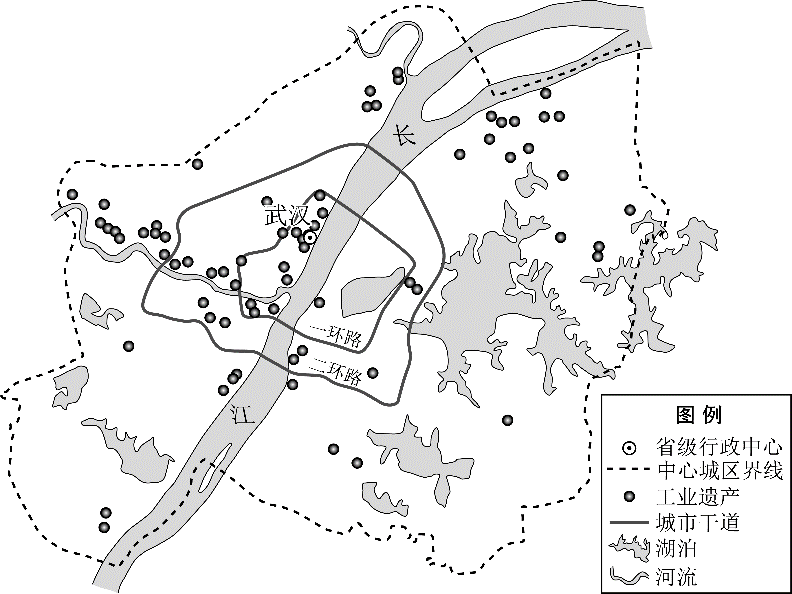 长
武汉
一环路
二环路
江
图例
省级行政中心
中心城区界线
工业遗产
城市干道
湖泊
河流